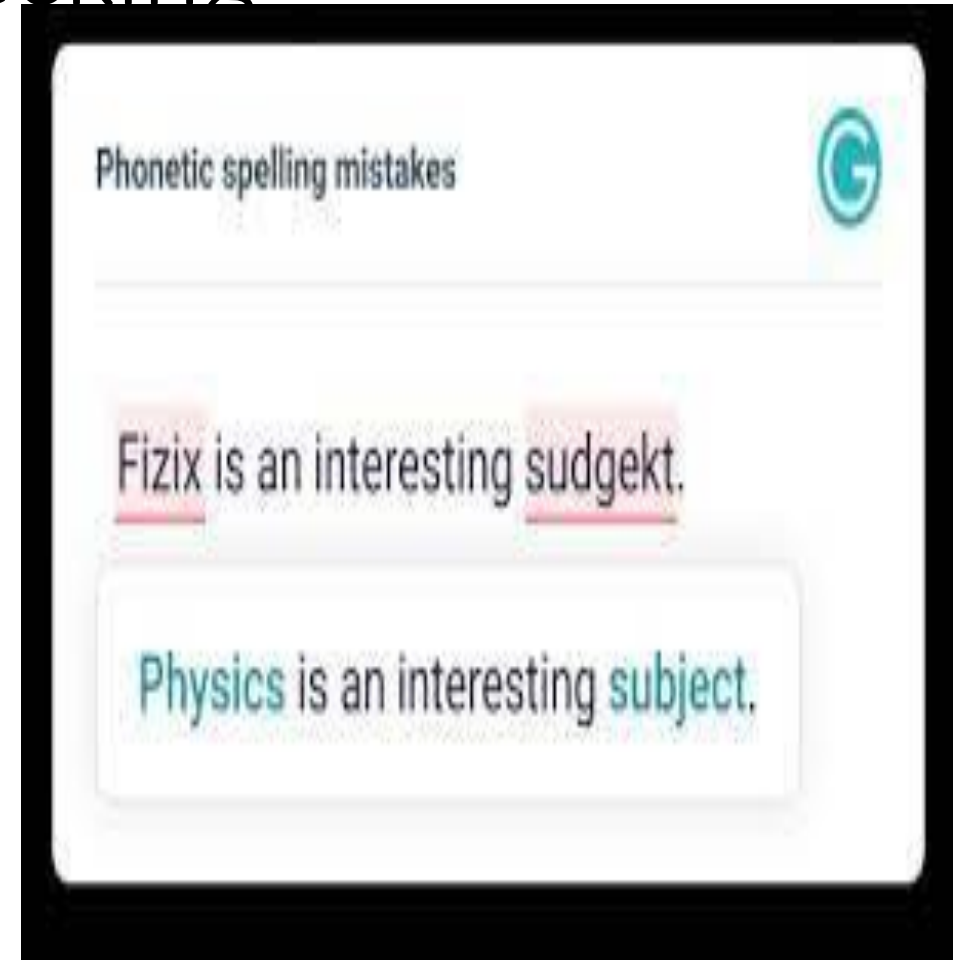 Phonetic spelling mistakes
Fizix is an interesting sudgekt.
Physics is an interesting subject.